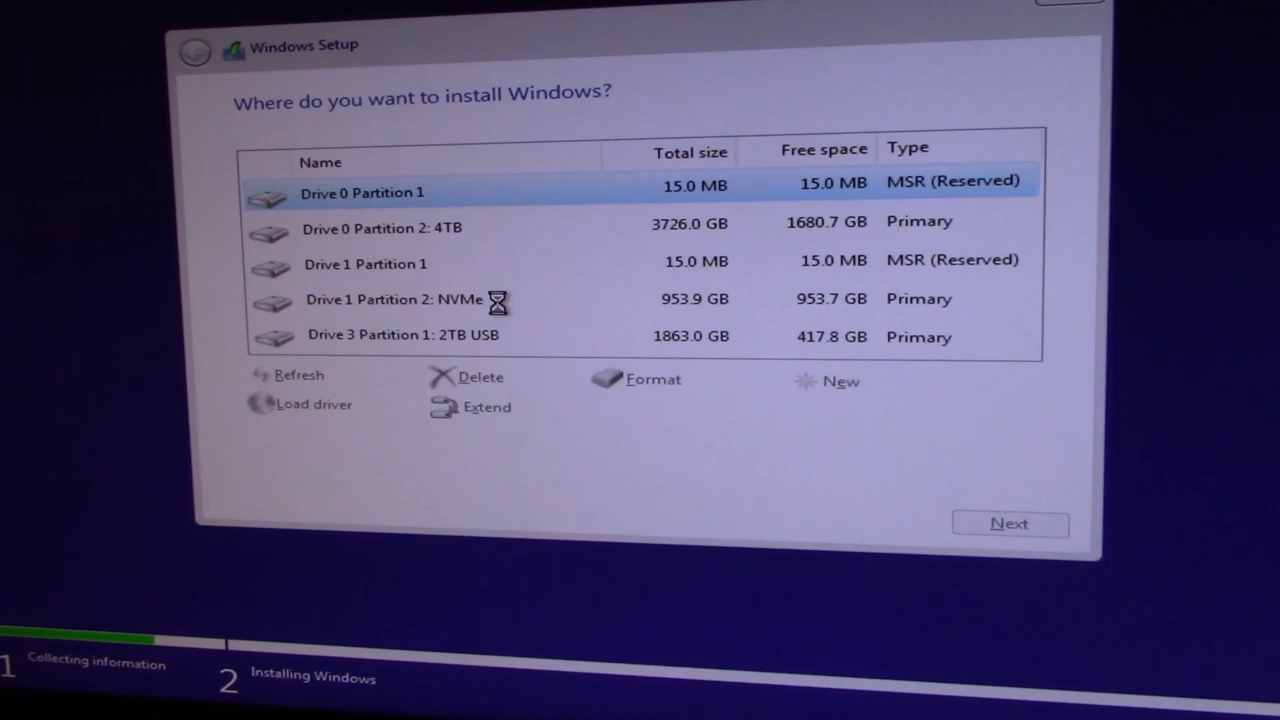 Windows Setup
Where do you want to install Windows?
Name Total size Free space Type
Drive 0 Partition 1 15.0 MB 15.0 MB MSR (Reserved)
Drive 0 Partition 2: 4TB 3726.0 GB 1680.7 GB Primary
Drive 1 Partition 1 15.0 MB 15.0 MB MSR (Reserved)
Drive 1 Partition 2: NVMe 953.9 GB 953.7 GB Primary
Drive 3 Partition 1: 2TB USB 1863.0 GB 417.8 GB Primary
Refresh Delete Format New
Load driver Extend
Next
1 Collecting information 2 Installing Windows